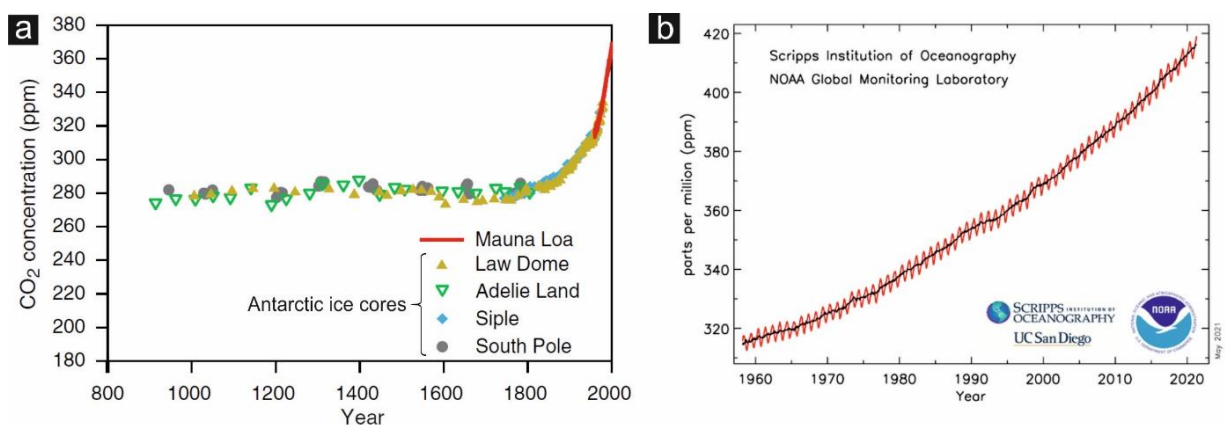 a
380
360
340
320
300
280
260
240
220
200
180
CO₂ concentration (ppm)
800
1000
1200
1400
1600
1800
2000
Year
Mauna Loa
Law Dome
Adelie Land
Siple
South Pole
Antarctic ice cores
b
Scripps Institution of Oceanography
NOAA Global Monitoring Laboratory
420
400
380
360
340
320
parts per million (ppm)
1960
1970
1980
1990
2000
2010
2020
Year
SCRIPPS INSTITUTION OF
OCEANOGRAPHY
UC San Diego
NOAA
May 2021